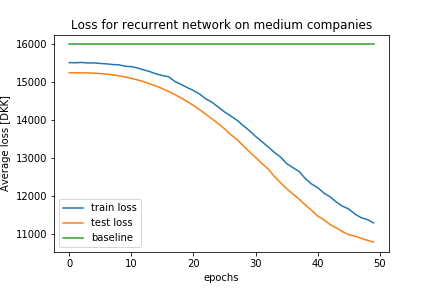 Loss for recurrent network on medium companies
16000
15000
14000
13000
12000
11000
Average loss [DKK]
train loss
test loss
baseline
0 10 20 30 40 50
epochs